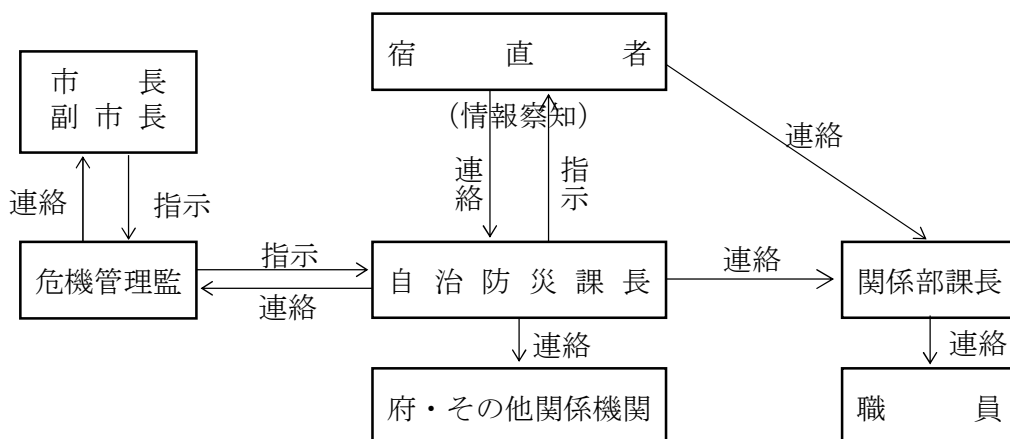 宿直者
市長
副市長
(情報察知)
連絡
連絡
指示
連絡
指示
危機管理監
指示
連絡
自治防災課長
連絡
関係部課長
連絡
連絡
府・その他関係機関
職員